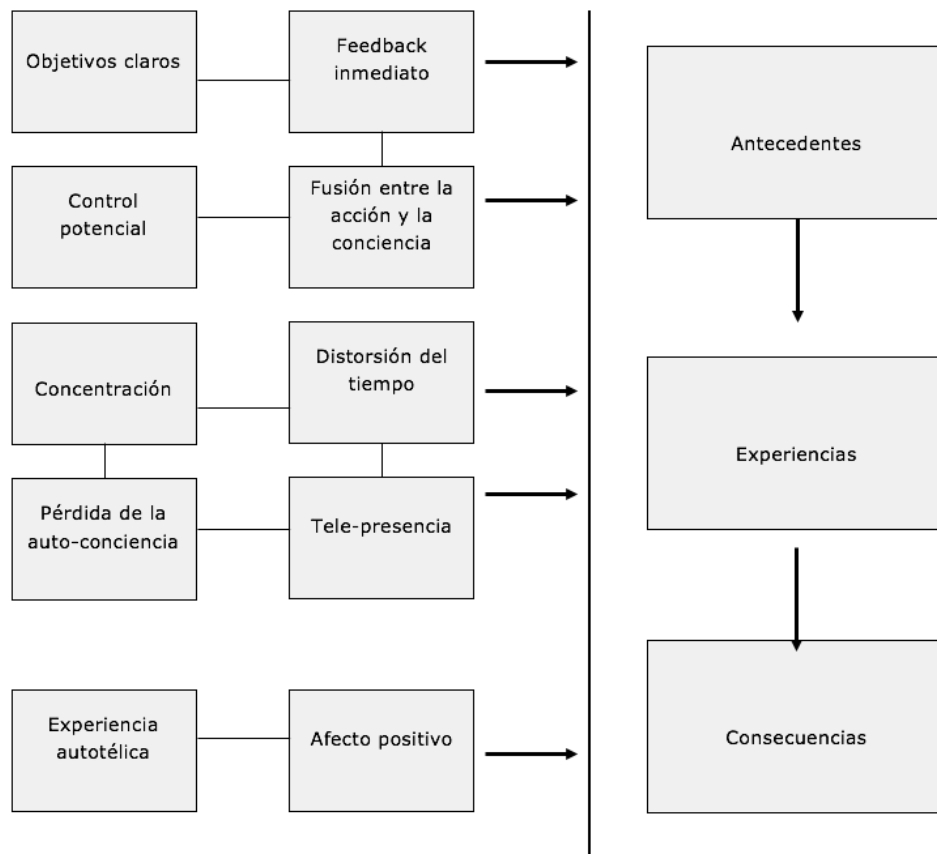 Objetivos claros
Feedback
inmediato
Antecedentes
Control
potencial
Fusión entre la
acción y la
conciencia
Concentración
Distorsión del
tiempo
Experiencias
Pérdida de la
auto-conciencia
Tele-presencia
Experiencia
autotélica
Afecto positivo
Consecuencias